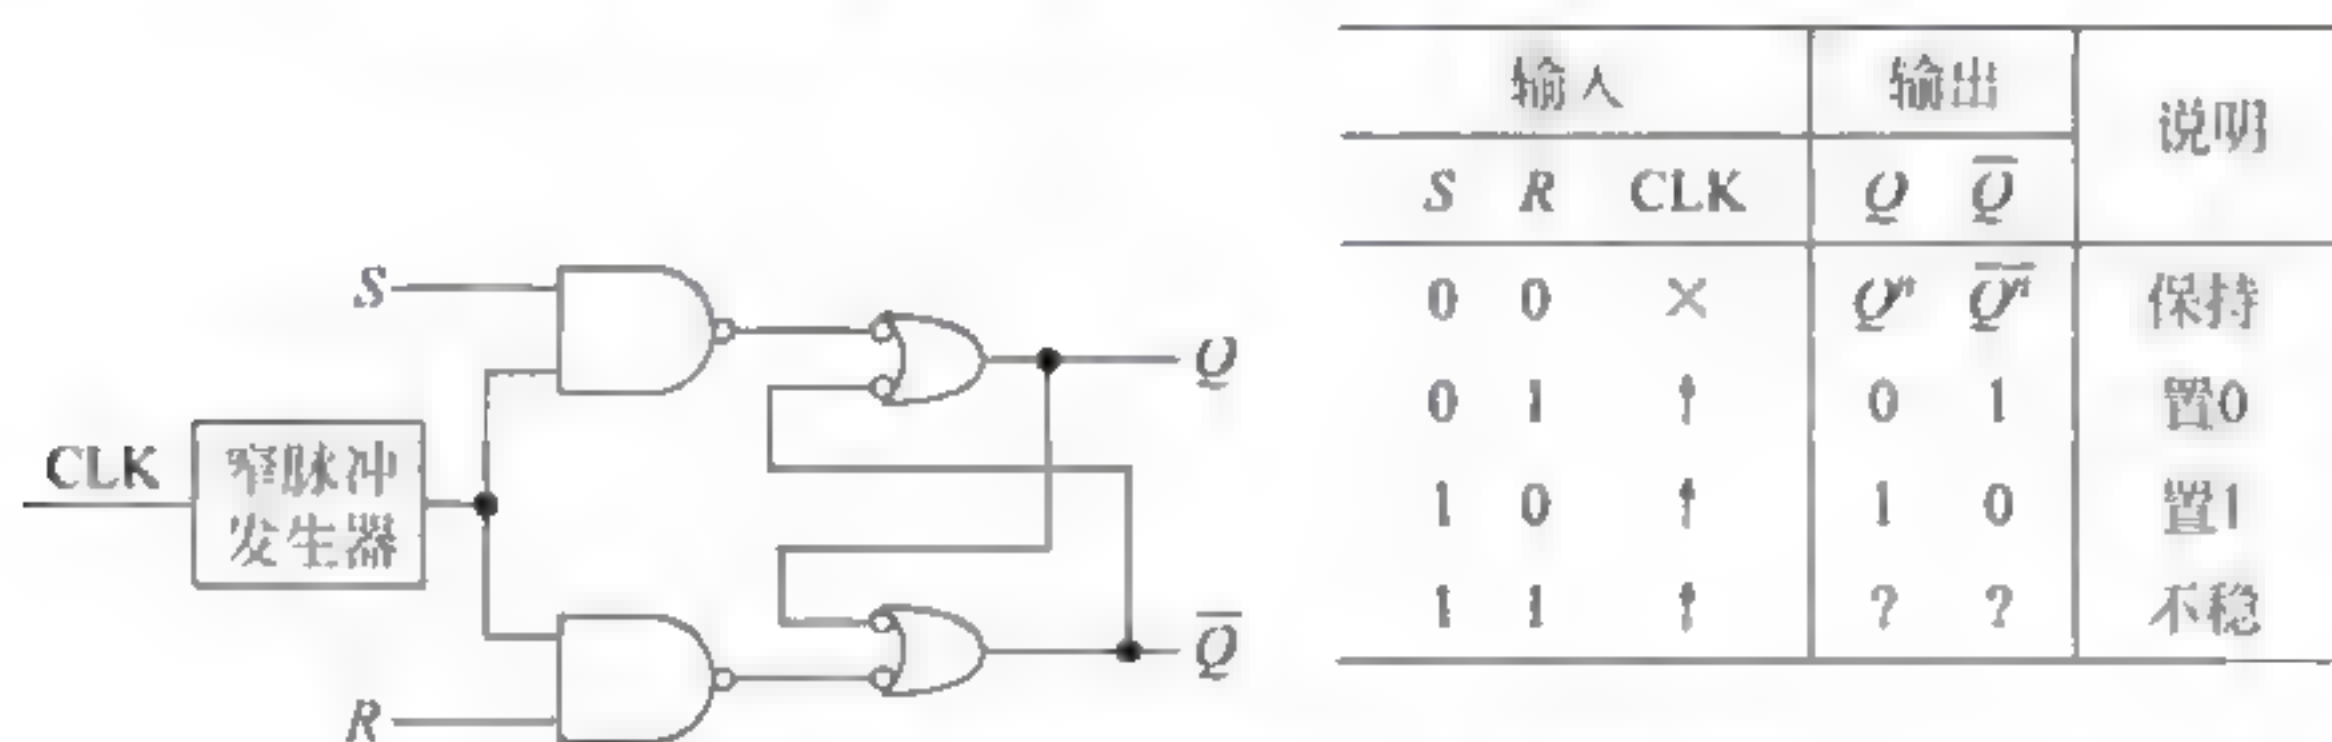 S
CLK
窄脉冲
发生器
R
Q
Q̅
输入 输出 说明
S R CLK Q Q̅
0 0 × Qⁿ Q̅ⁿ 保持
0 1 ↑ 0 1 置0
1 0 ↑ 1 0 置1
1 1 ↑ ? ? 不稳